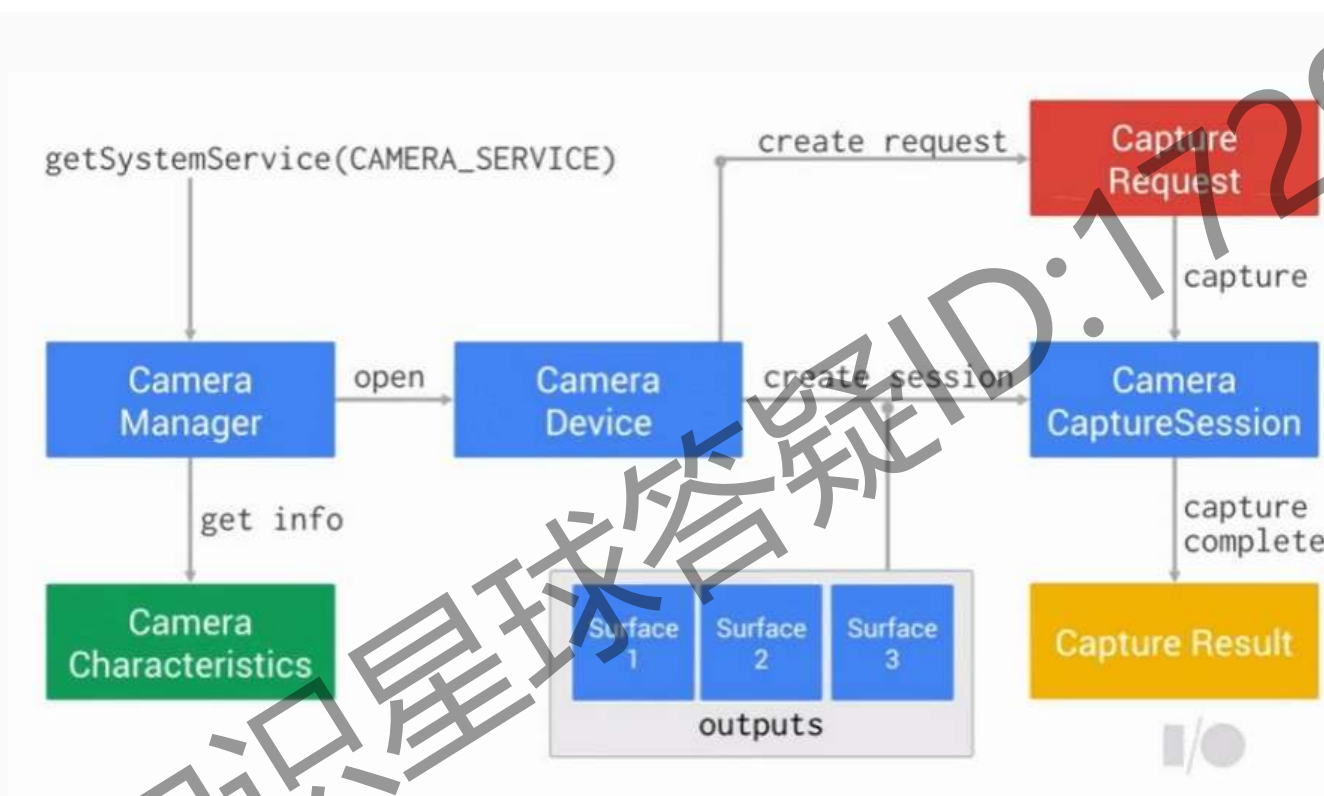 getSystemService(CAMERA_SERVICE)
create request
Capture
Request
capture
Camera
Manager
open
Camera
Device
create session
Camera
CaptureSession
get info
capture
complete
Camera
Characteristics
Surface
1
Surface
2
Surface
3
outputs
Capture Result
I/O
识星球答疑ID:172